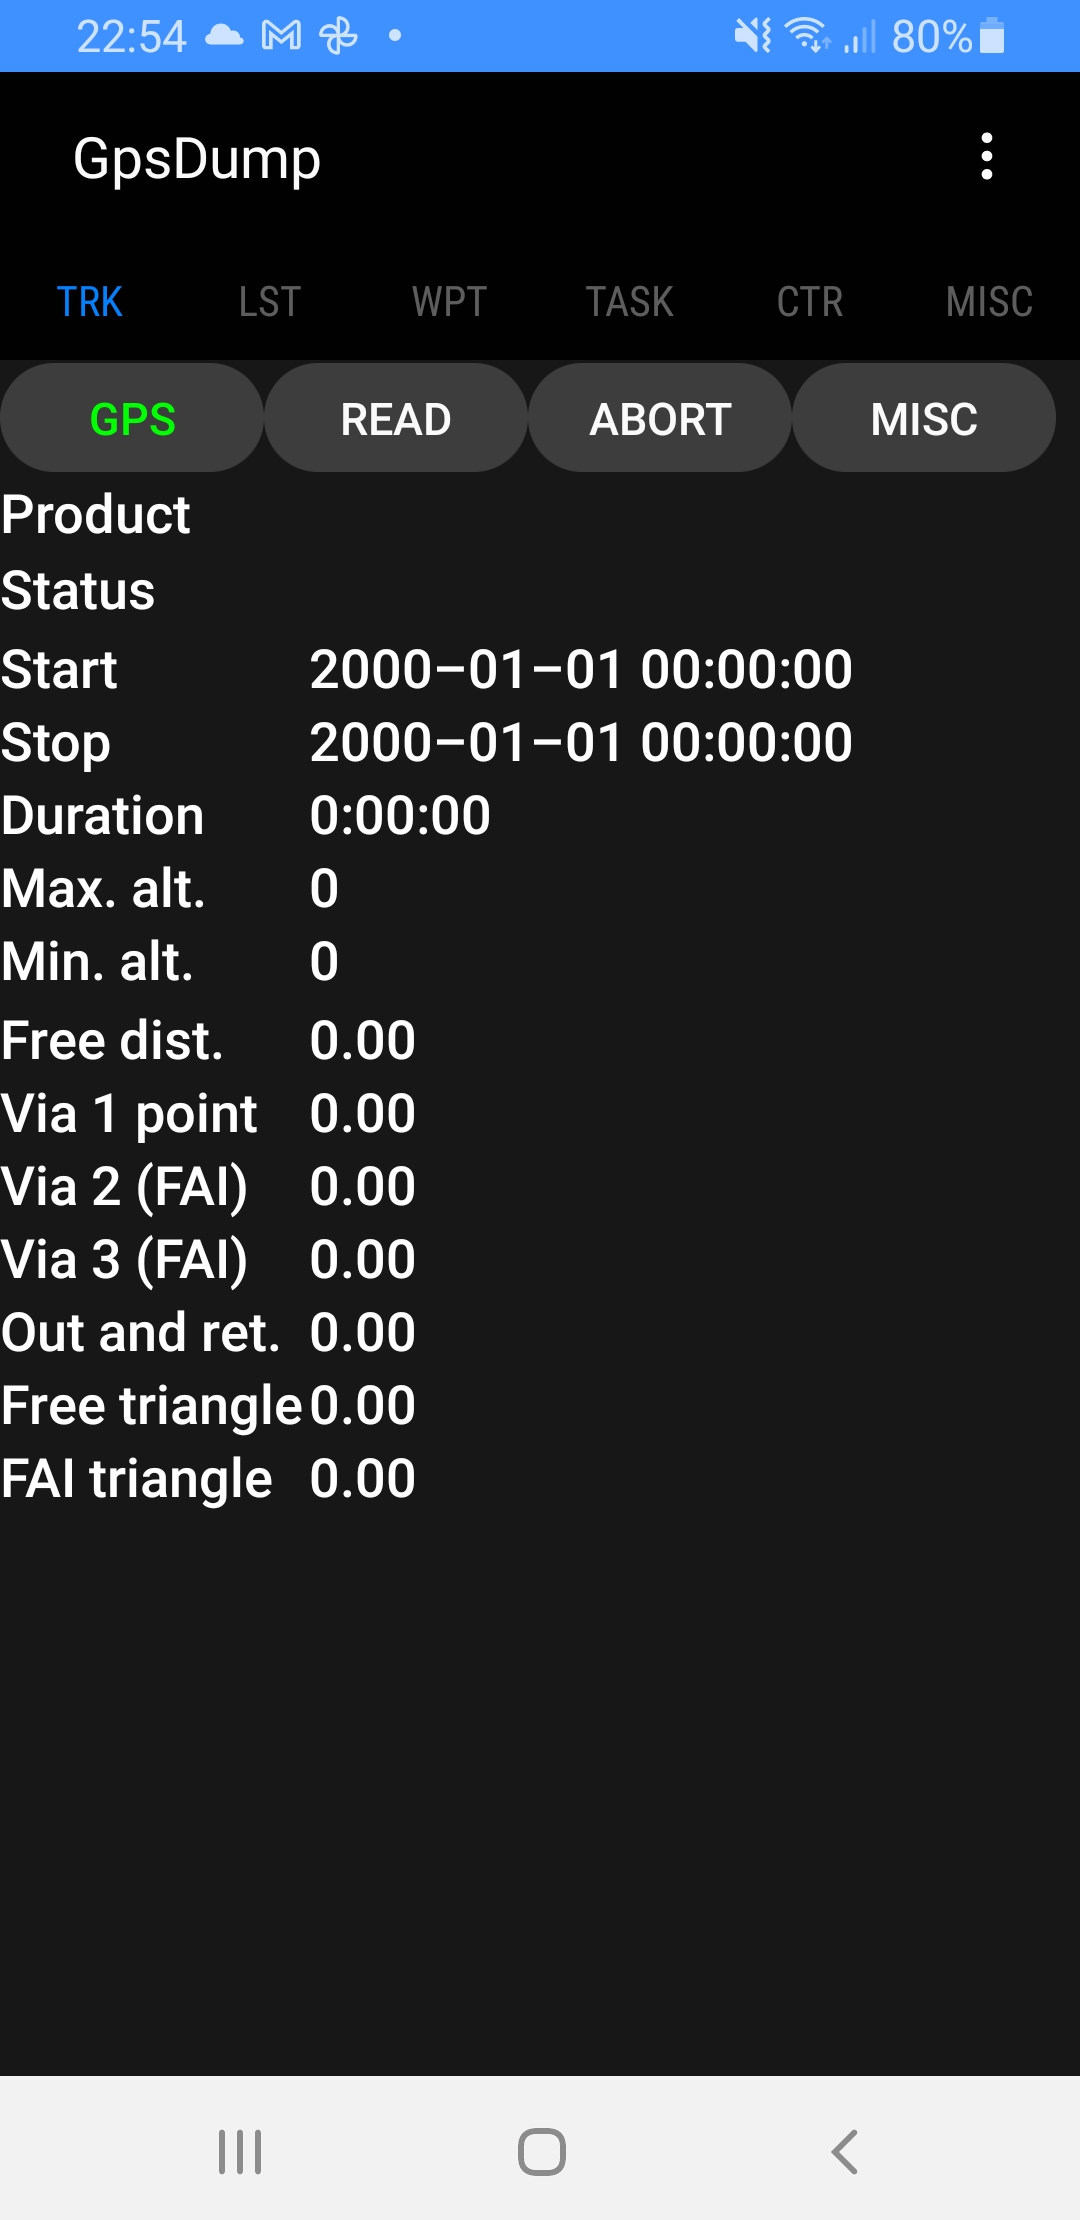 22:54 80%
GpsDump
TRK LST WPT TASK CTR MISC
GPS READ ABORT MISC
Product
Status
Start 2000–01–01 00:00:00
Stop 2000–01–01 00:00:00
Duration 0:00:00
Max. alt. 0
Min. alt. 0
Free dist. 0.00
Via 1 point 0.00
Via 2 (FAI) 0.00
Via 3 (FAI) 0.00
Out and ret. 0.00
Free triangle 0.00
FAI triangle 0.00